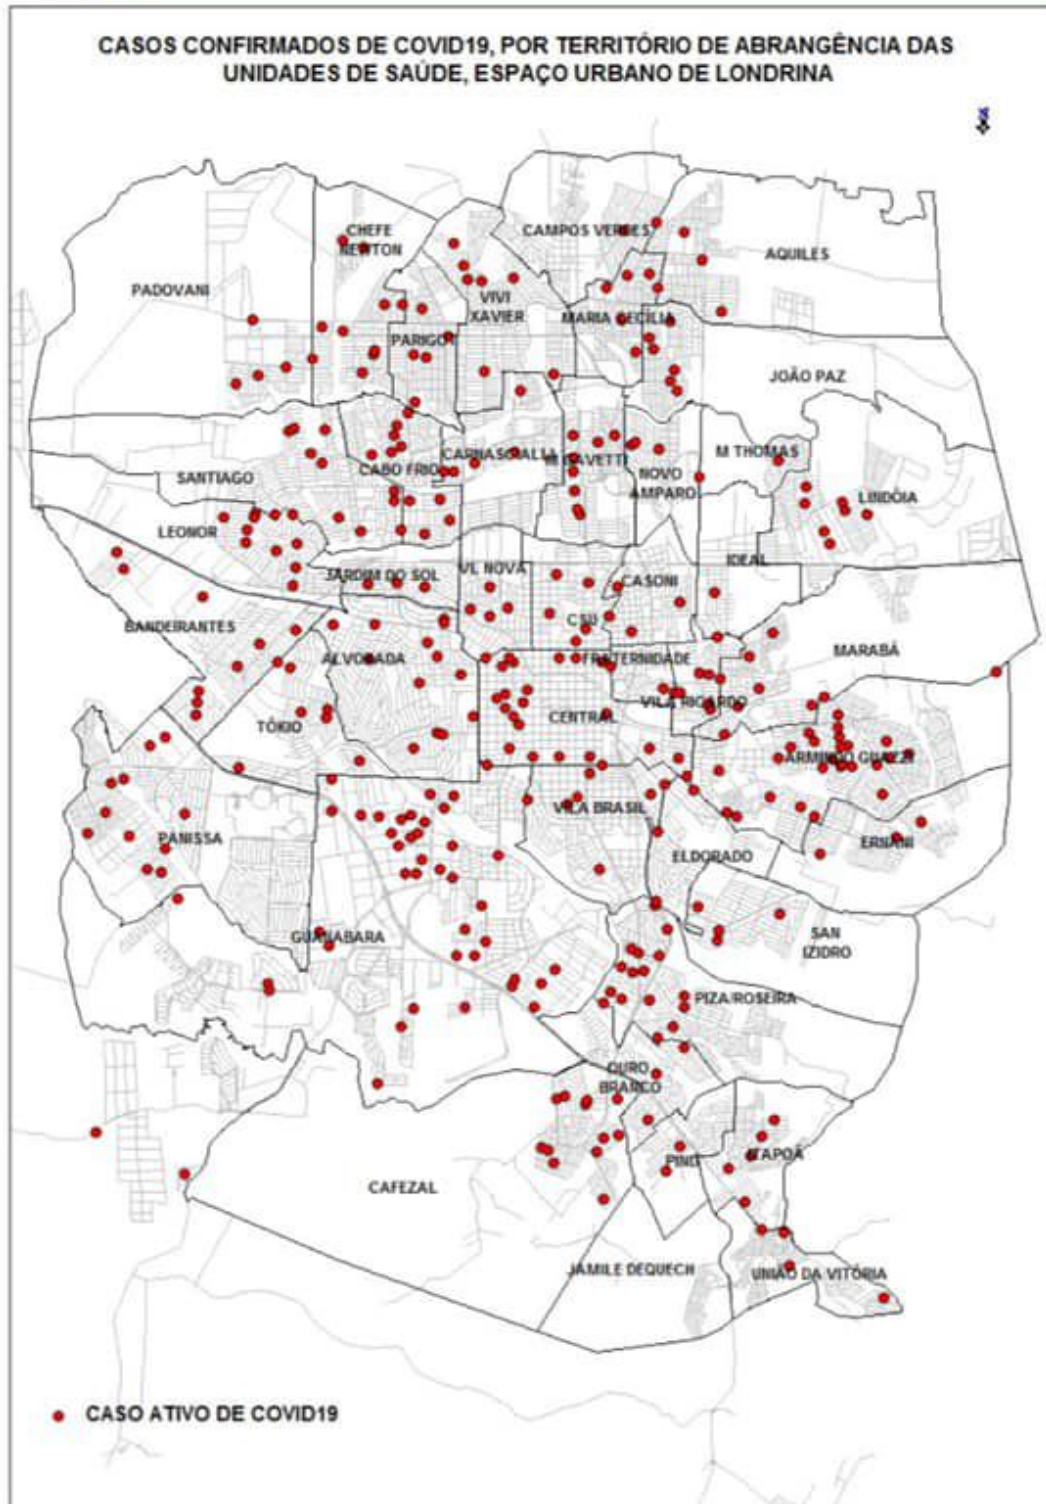 CASOS CONFIRMADOS DE COVID19, POR TERRITÓRIO DE ABRANGÊNCIA DAS
UNIDADES DE SAÚDE, ESPAÇO URBANO DE LONDRINA
CHEFE
NEWTON
CAMPOS VERDES
AQUILES
PADOVANI
VIVI
XAVIER
MARIA CECILIA
PARIGOT
JOÃO PAZ
SANTIAGO
CABO FRIO
CARNASCIALLI
M GAVETTI
NOVO
AMPARO
M THOMAS
LINDÓIA
LEONOR
JARDIM DO SOL
VL NOVA
CASONI
IDEAL
BANDEIRANTES
CSU
ALVORADA
FRATERNIDADE
MARABÁ
TÓKIO
CENTRAL
VILA RICARDO
ARMINDO GUAZZI
PANISSA
VILA BRASIL
ELDORADO
ERNANI
GUANABARA
SAN
IZIDRO
PIZA/ROSEIRA
OURO
BRANCO
PIND
ITAPOÃ
CAFEZAL
JAMILE DEQUECH
UNIÃO DA VITÓRIA
CASO ATIVO DE COVID19